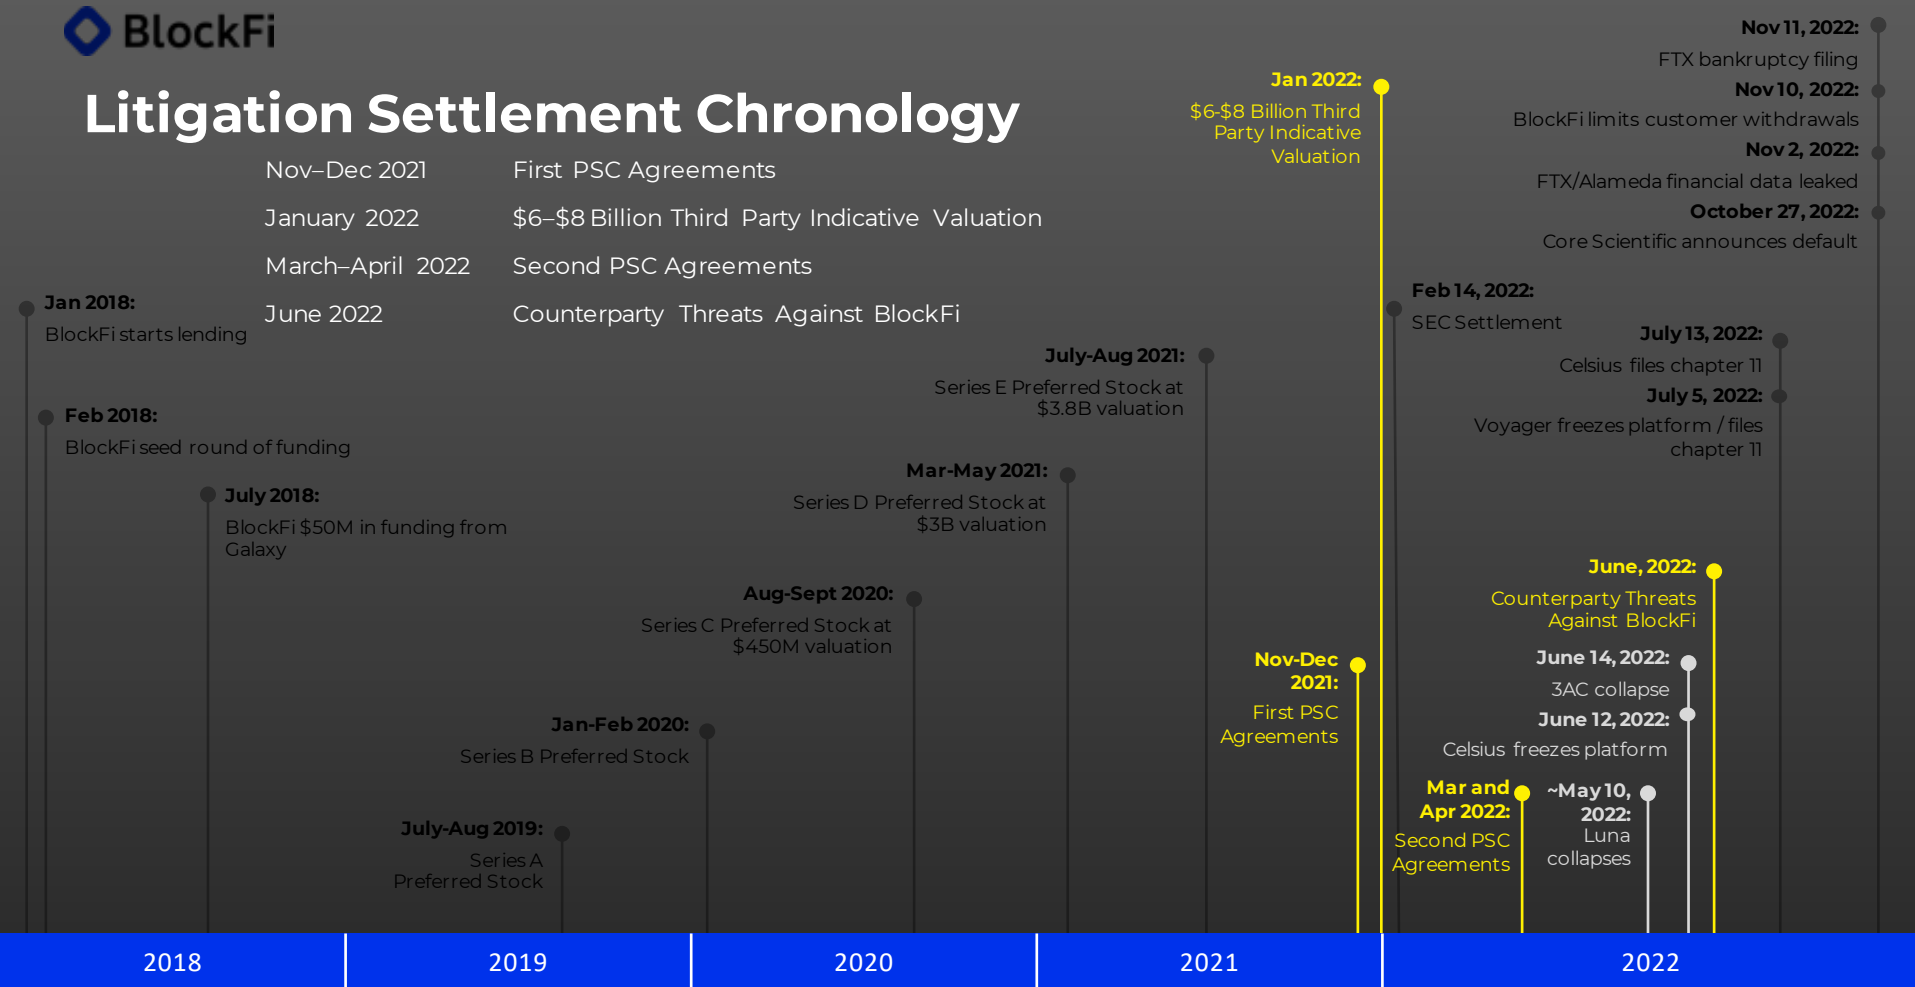 BlockFi
Litigation Settlement Chronology
Nov–Dec 2021 First PSC Agreements
January 2022 $6–$8 Billion Third Party Indicative Valuation
March–April 2022 Second PSC Agreements
June 2022 Counterparty Threats Against BlockFi
Jan 2018:
BlockFi starts lending
Feb 2018:
BlockFi seed round of funding
July 2018:
BlockFi $50M in funding from
Galaxy
July-Aug 2019:
Series A
Preferred Stock
Jan-Feb 2020:
Series B Preferred Stock
Aug-Sept 2020:
Series C Preferred Stock at
$450M valuation
Mar-May 2021:
Series D Preferred Stock at
$3B valuation
July-Aug 2021:
Series E Preferred Stock at
$3.8B valuation
Nov-Dec
2021:
First PSC
Agreements
Jan 2022:
$6-$8 Billion Third
Party Indicative
Valuation
Feb 14, 2022:
SEC Settlement
Mar and
Apr 2022:
Second PSC
Agreements
~May 10,
2022:
Luna
collapses
June, 2022:
Counterparty Threats
Against BlockFi
June 14, 2022:
3AC collapse
June 12, 2022:
Celsius freezes platform
July 13, 2022:
Celsius files chapter 11
July 5, 2022:
Voyager freezes platform / files
chapter 11
Nov 11, 2022:
FTX bankruptcy filing
Nov 10, 2022:
BlockFi limits customer withdrawals
Nov 2, 2022:
FTX/Alameda financial data leaked
October 27, 2022:
Core Scientific announces default
2018 2019 2020 2021 2022